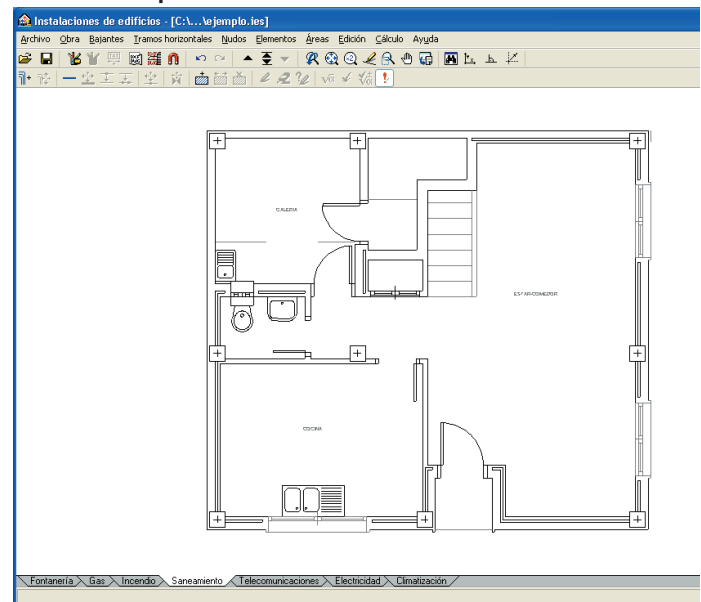 Instalaciones de edificios - [C:\...\ejemplo.ies]
Archivo Obra Bajantes Tramos horizontales Nudos Elementos Áreas Edición Cálculo Ayuda
GALERIA
ESTAR-COMEDOR
COCINA
Fontanería Gas Incendio Saneamiento Telecomunicaciones Electricidad Climatización